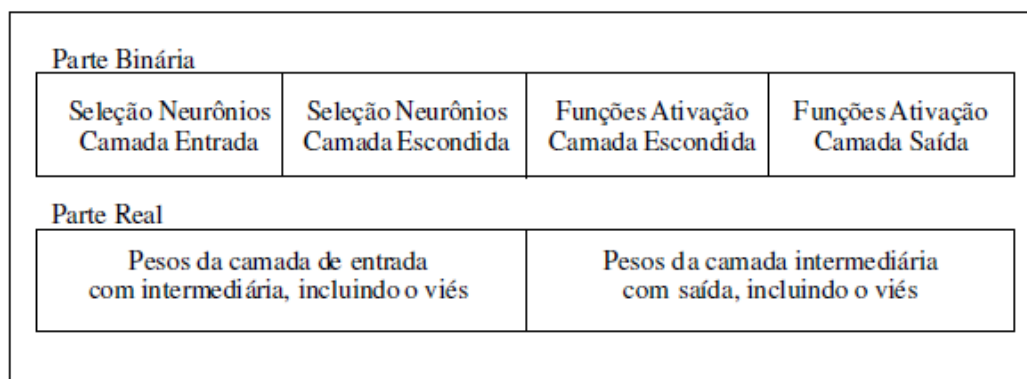 Parte Binária
Seleção Neurônios
Camada Entrada
Seleção Neurônios
Camada Escondida
Funções Ativação
Camada Escondida
Funções Ativação
Camada Saída
Parte Real
Pesos da camada de entrada
com intermediária, incluindo o viés
Pesos da camada intermediária
com saída, incluindo o viés